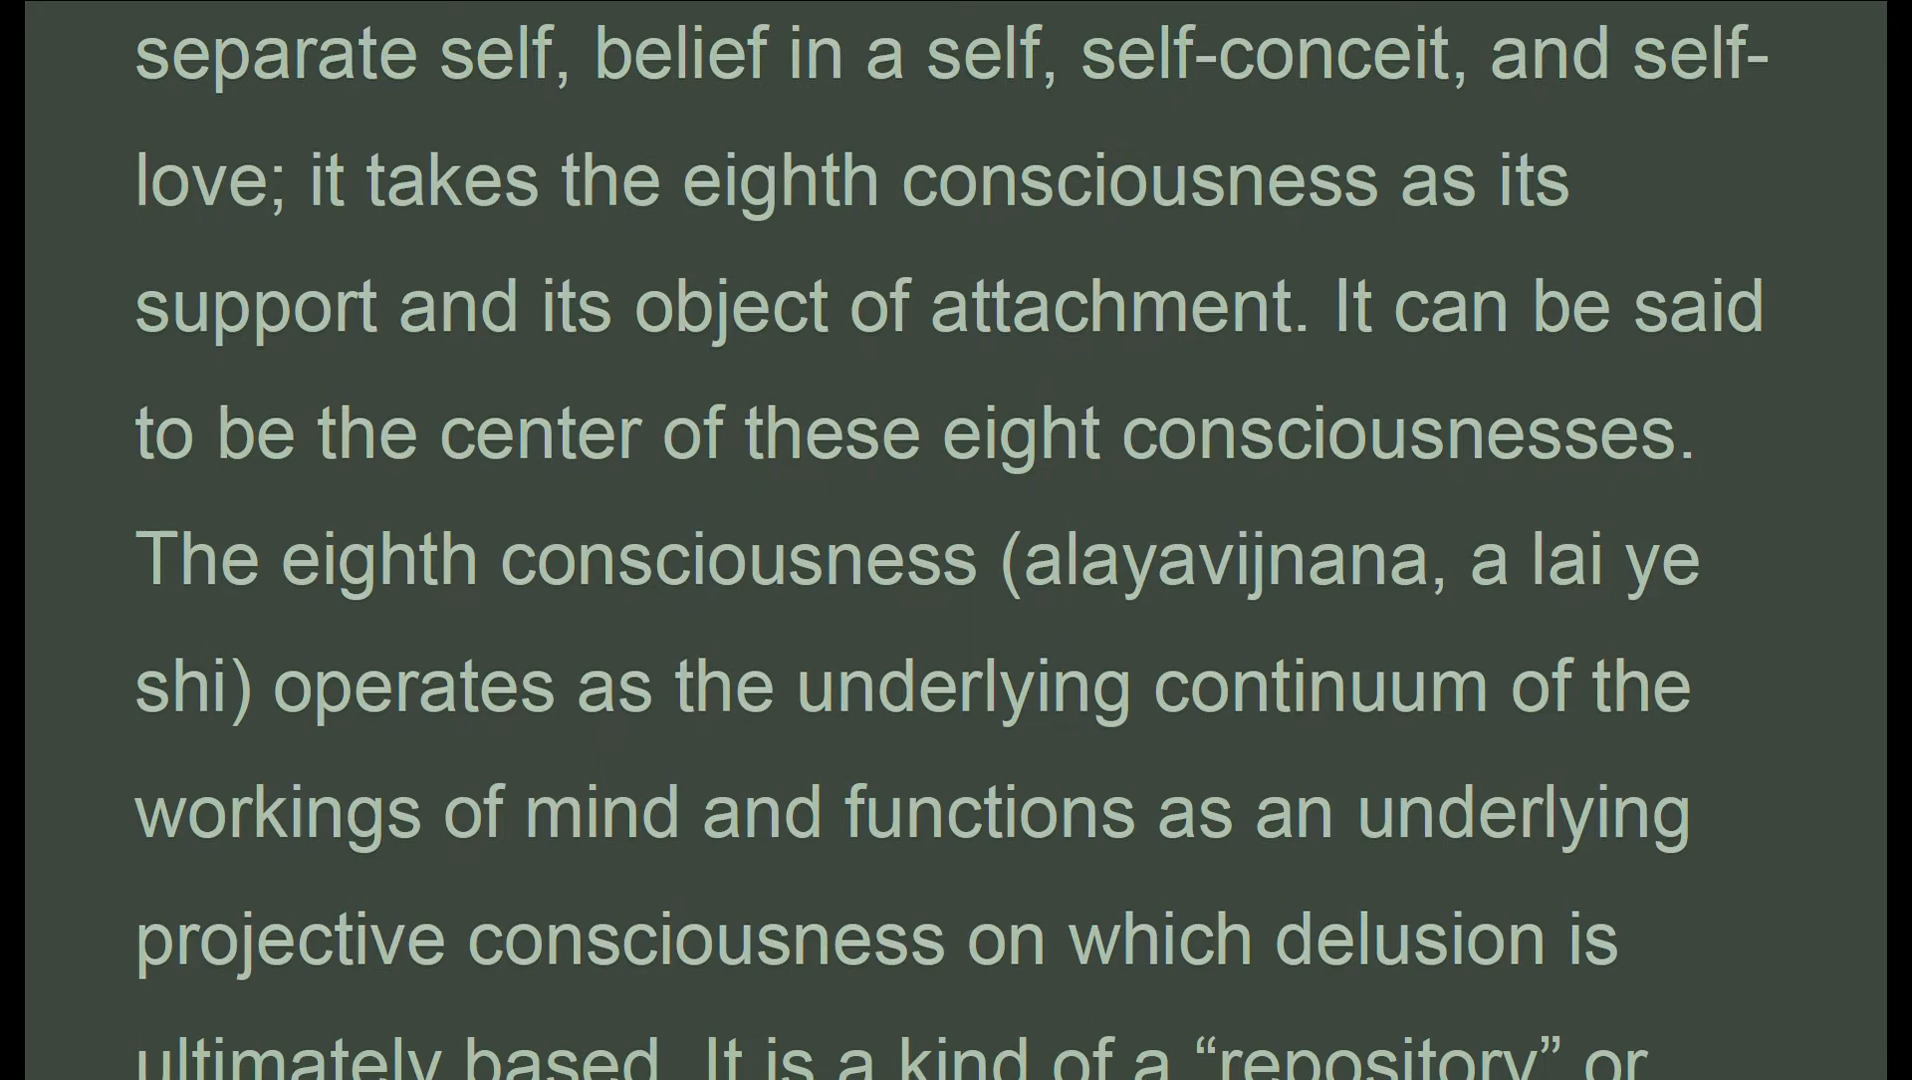 separate self, belief in a self, self-conceit, and self-
love; it takes the eighth consciousness as its
support and its object of attachment. It can be said
to be the center of these eight consciousnesses.
The eighth consciousness (alayavijnana, a lai ye
shi) operates as the underlying continuum of the
workings of mind and functions as an underlying
projective consciousness on which delusion is
ultimately based. It is a kind of a “repository” or